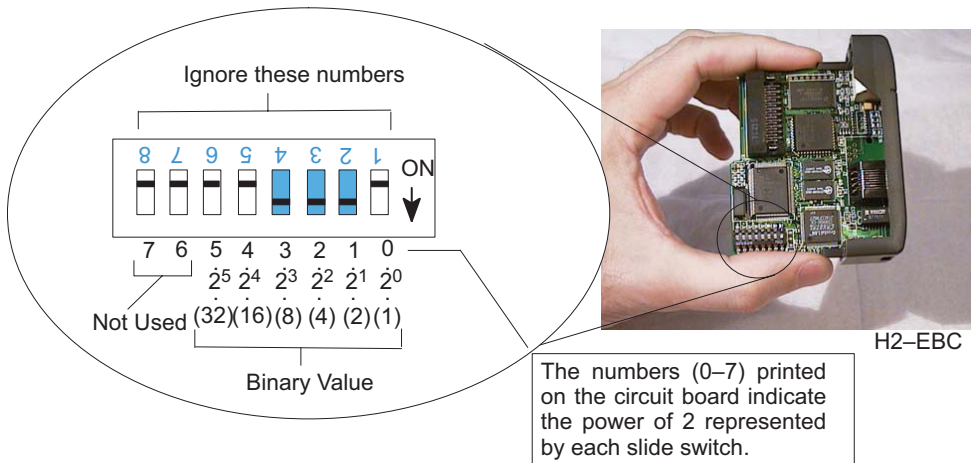 Ignore these numbers
8 7 6 5 4 3 2 1
ON
7 6 5 4 3 2 1 0
2⁵ 2⁴ 2³ 2² 2¹ 2⁰
Not Used (32) (16) (8) (4) (2) (1)
Binary Value
H2–EBC
The numbers (0–7) printed
on the circuit board indicate
the power of 2 represented
by each slide switch.